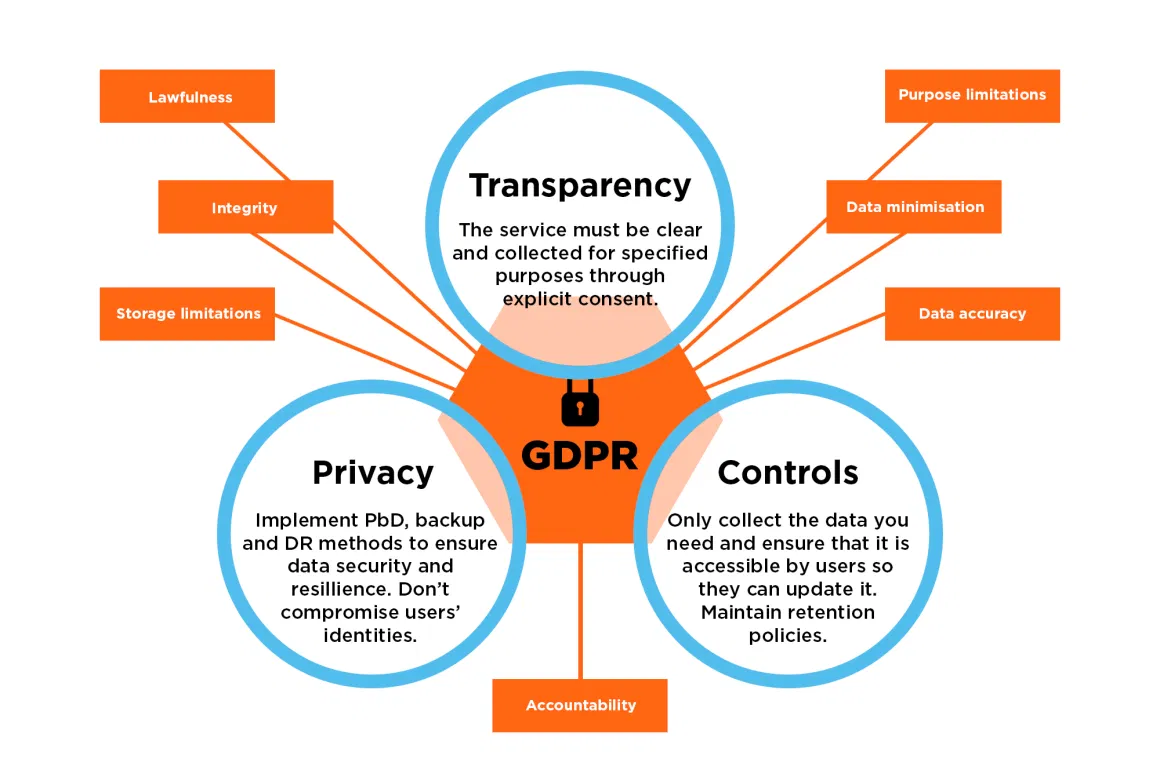 Lawfulness
Purpose limitations
Integrity
Data minimisation
Storage limitations
Data accuracy
Transparency
The service must be clear
and collected for specified
purposes through
explicit consent.
GDPR
Privacy
Implement PbD, backup
and DR methods to ensure
data security and
resillience. Don’t
compromise users’
identities.
Controls
Only collect the data you
need and ensure that it is
accessible by users so
they can update it.
Maintain retention
policies.
Accountability